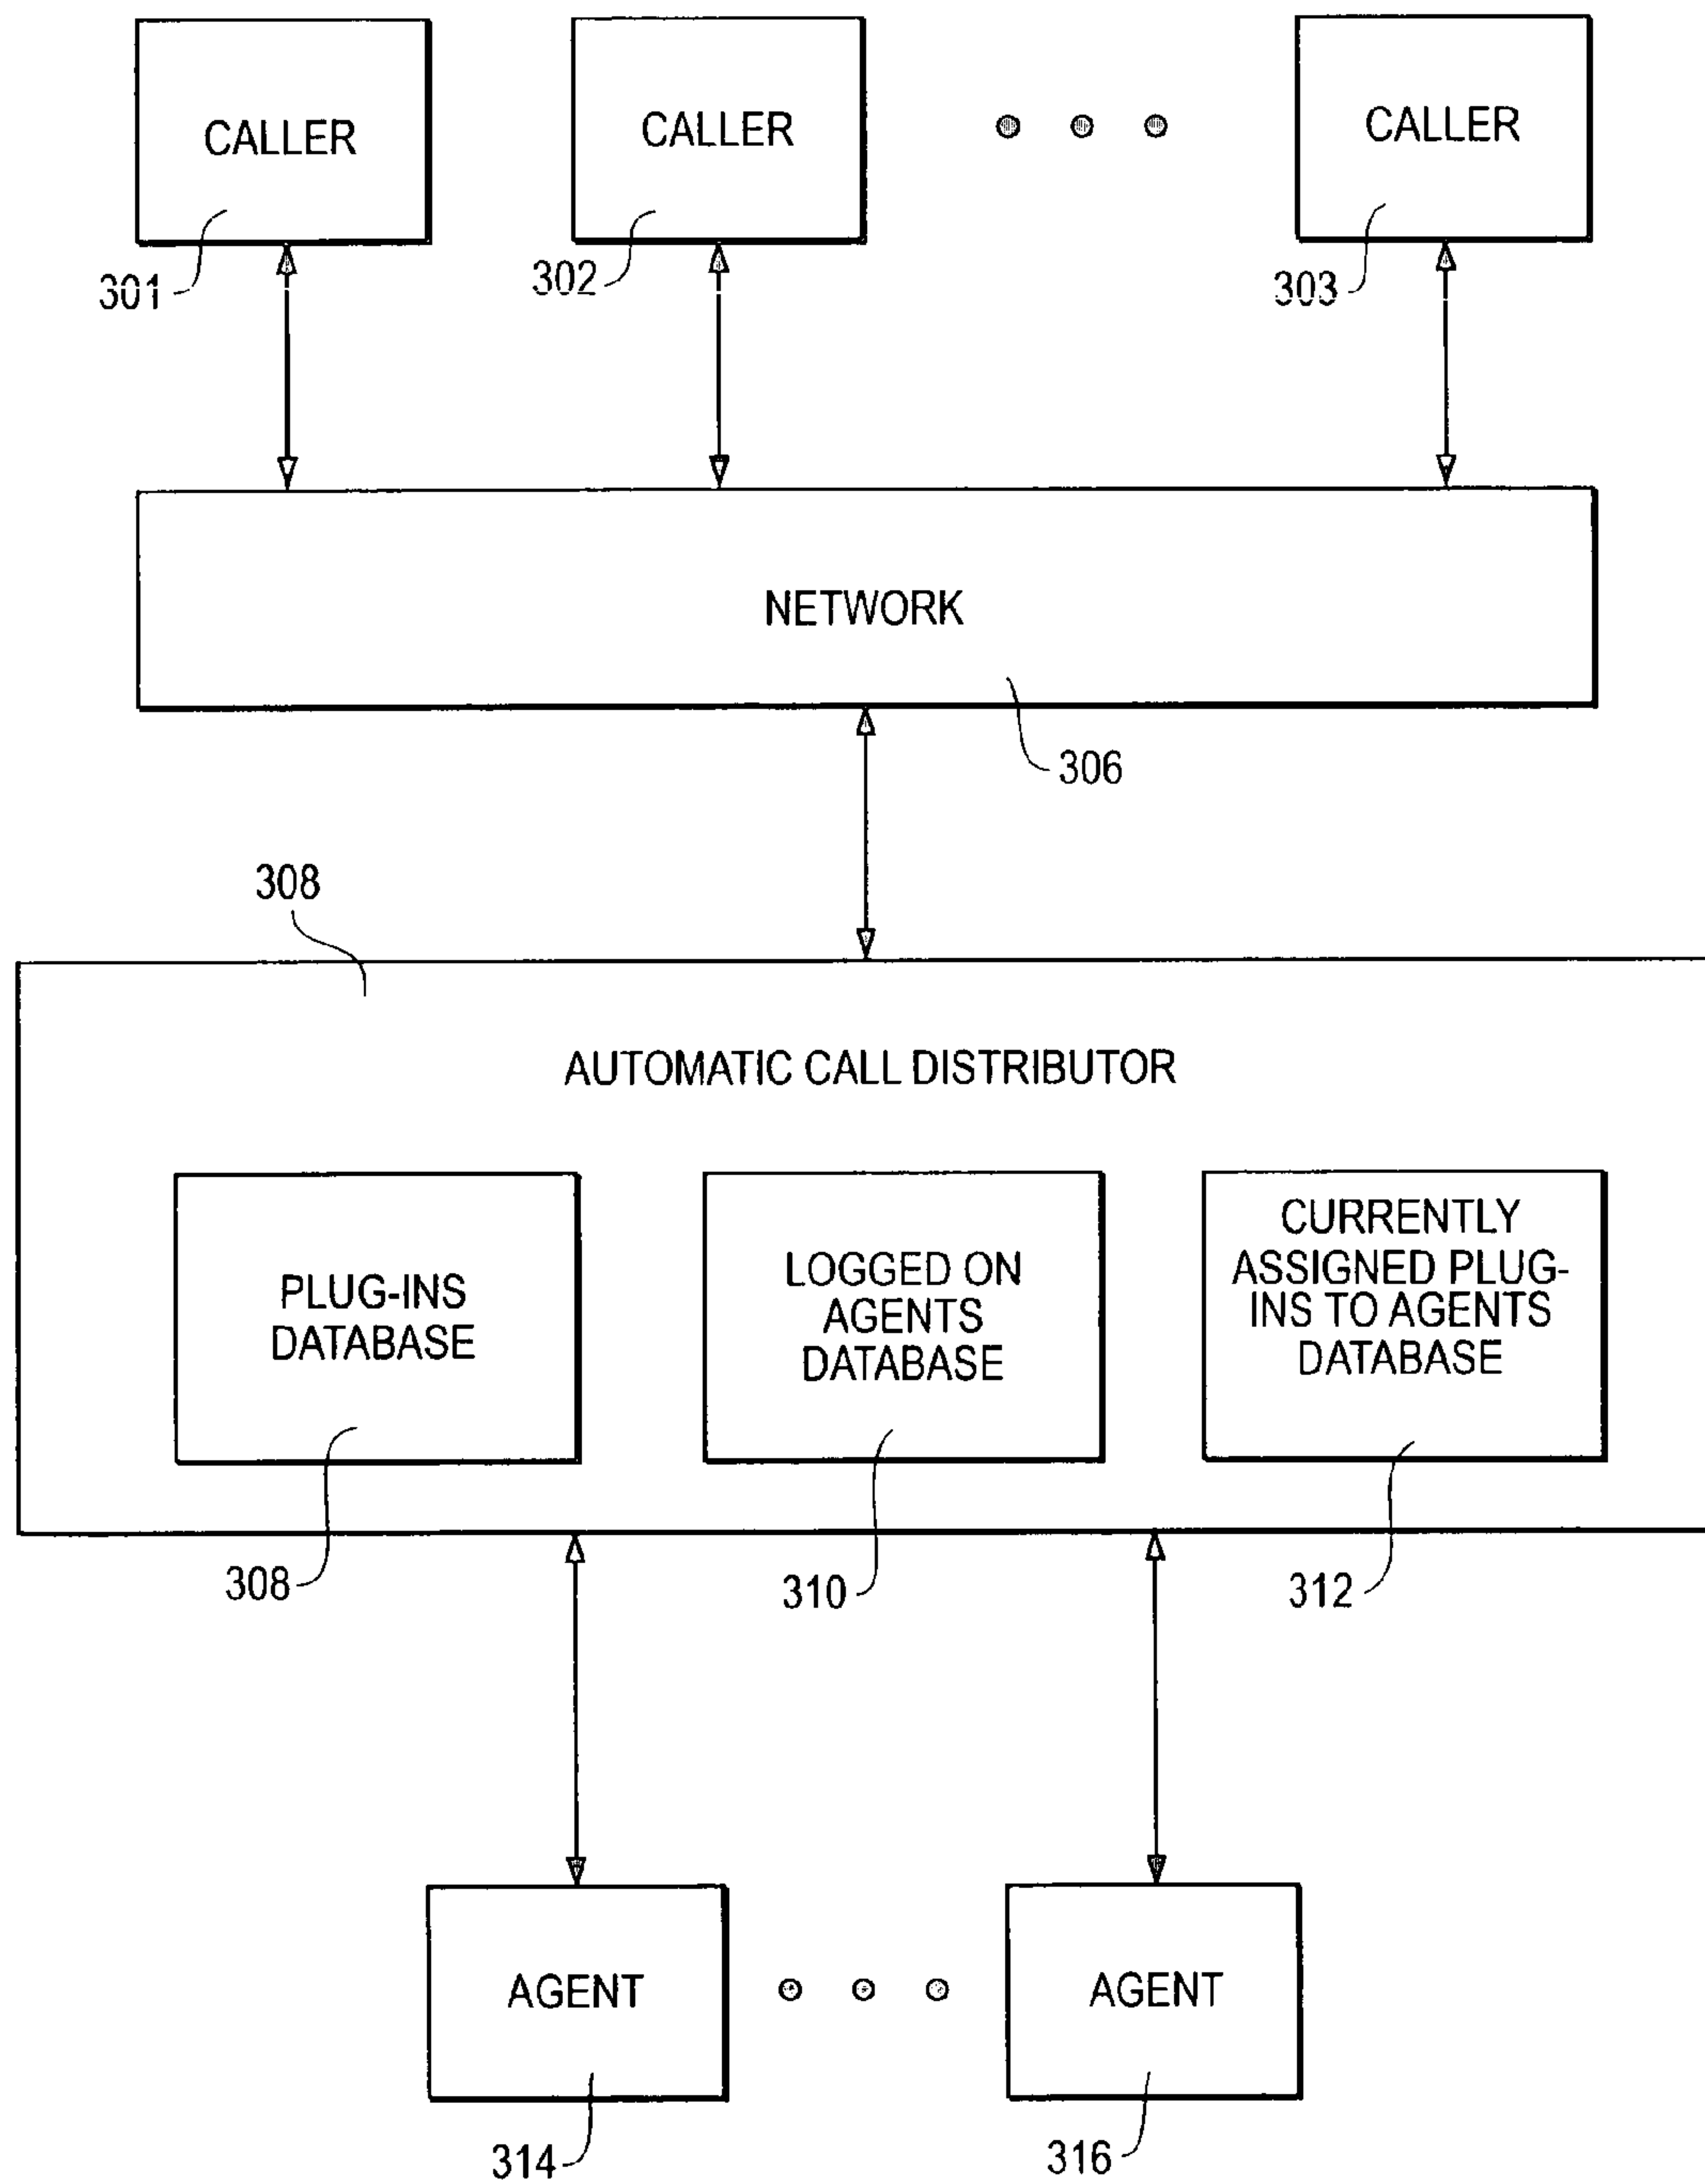 CALLER
CALLER
CALLER
301
302
303
NETWORK
306
308
AUTOMATIC CALL DISTRIBUTOR
PLUG-INS
DATABASE
LOGGED ON
AGENTS
DATABASE
CURRENTLY
ASSIGNED PLUG-
INS TO AGENTS
DATABASE
308
310
312
AGENT
AGENT
314
316